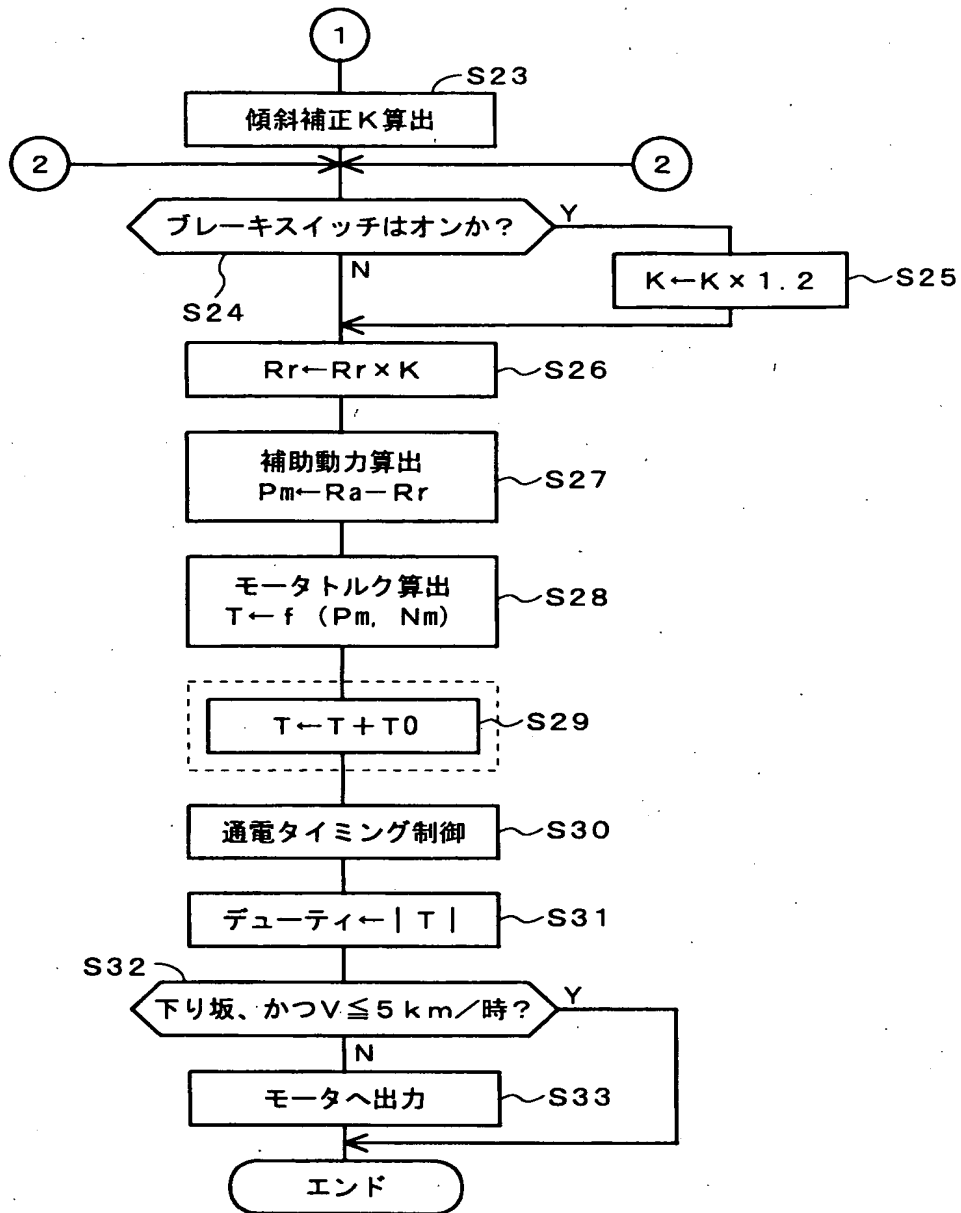 1
S23
傾斜補正K算出
2
2
ブレーキスイッチはオンか?
Y
N
S24
K←K×1.2
S25
Rr←Rr×K
S26
補助動力算出
Pm←Ra−Rr
S27
モータトルク算出
T←f (Pm, Nm)
S28
T←T+T0
S29
通電タイミング制御
S30
デューティ←|T|
S31
S32
下り坂、かつV≦5km/時?
Y
N
モータへ出力
S33
エンド